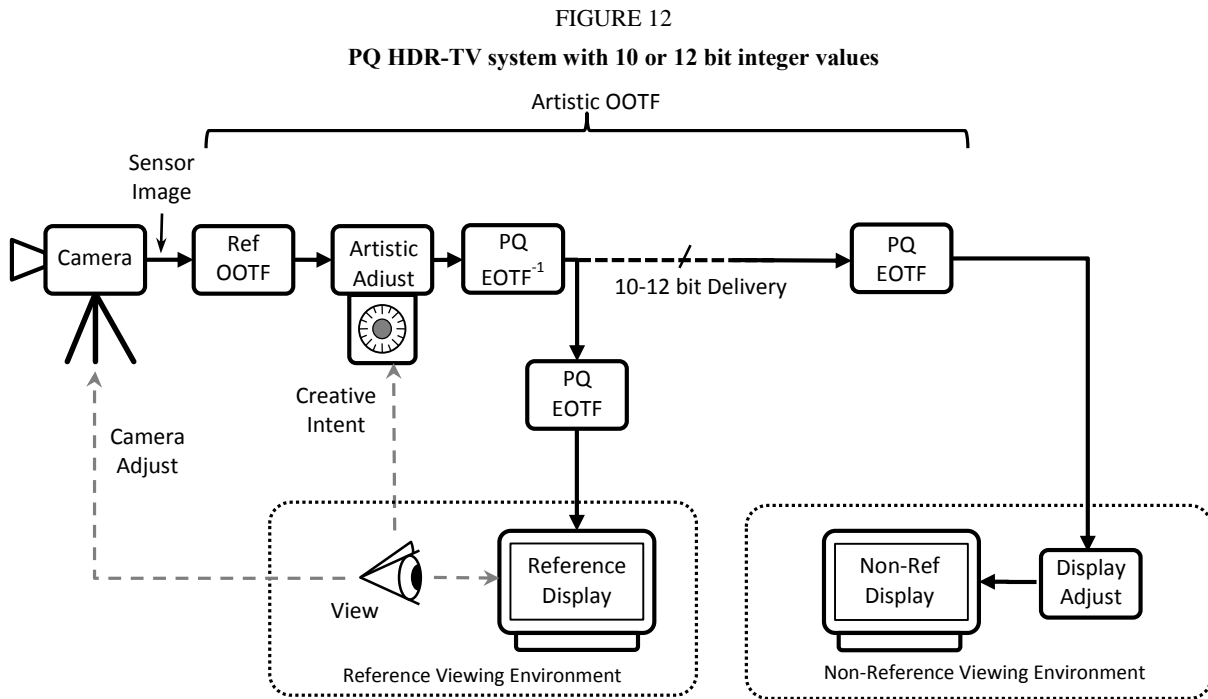 FIGURE 12
PQ HDR-TV system with 10 or 12 bit integer values
Artistic OOTF
Sensor
Image
Camera
Ref
OOTF
Artistic
Adjust
PQ
EOTF-1
10-12 bit Delivery
PQ
EOTF
PQ
EOTF
Creative
Intent
Camera
Adjust
View
Reference
Display
Reference Viewing Environment
Non-Ref
Display
Display
Adjust
Non-Reference Viewing Environment